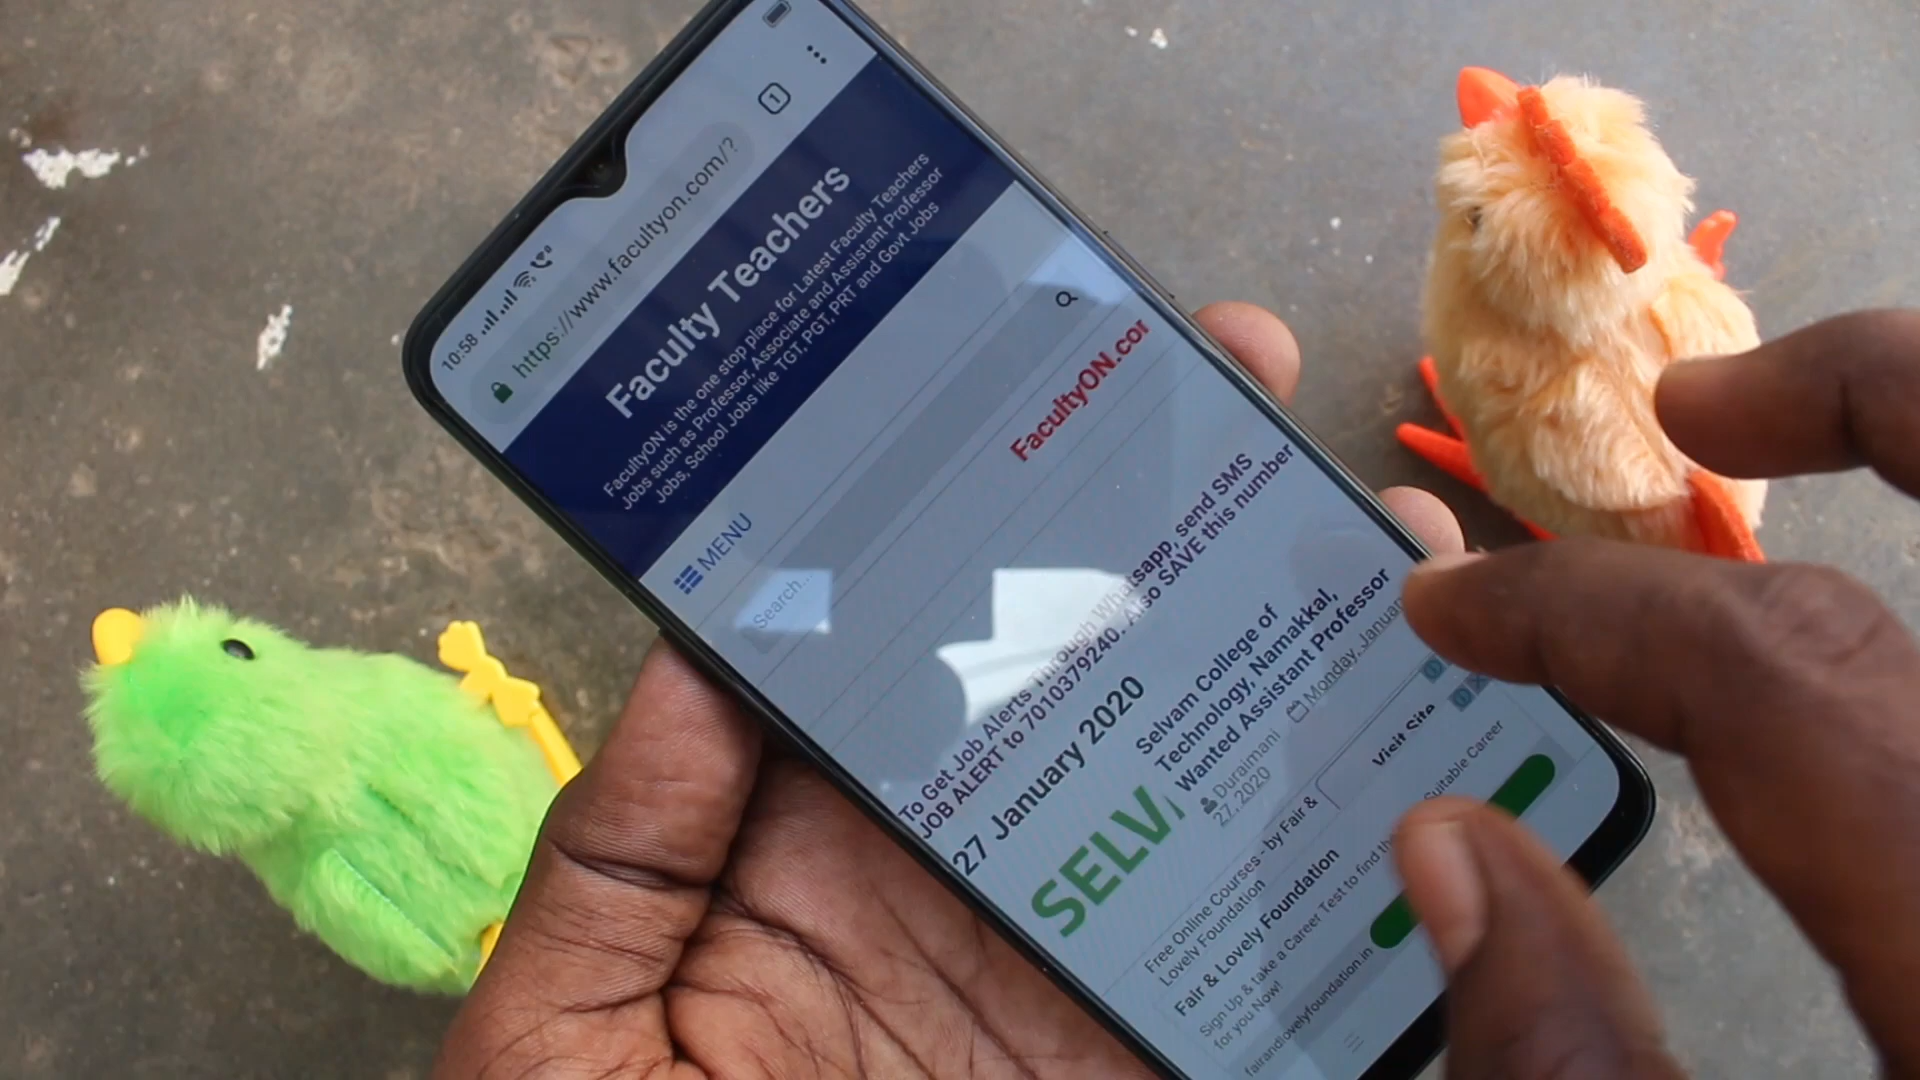 10:58
1
https://www.facultyon.com/?
Faculty Teachers
FacultyON is the one stop place for Latest Faculty Teachers
Jobs such as Professor, Associate and Assistant Professor
Jobs, School Jobs like TGT, PGT, PRT and Govt Jobs
MENU
Search...
FacultyON.cor
To Get Job Alerts Through Whatsapp, send SMS
JOB ALERT to 7010379240. Also SAVE this number
27 January 2020
SELVA
Selvam College of
Technology, Namakkal,
Wanted Assistant Professor
Duraimani
Monday, Januar
27, 2020
Free Online Courses - by Fair &
Lovely Foundation
Visit Site
Fair & Lovely Foundation
Sign Up & take a Career Test to find the
Suitable Career
for you Now!
fairandlovelyfoundation.in